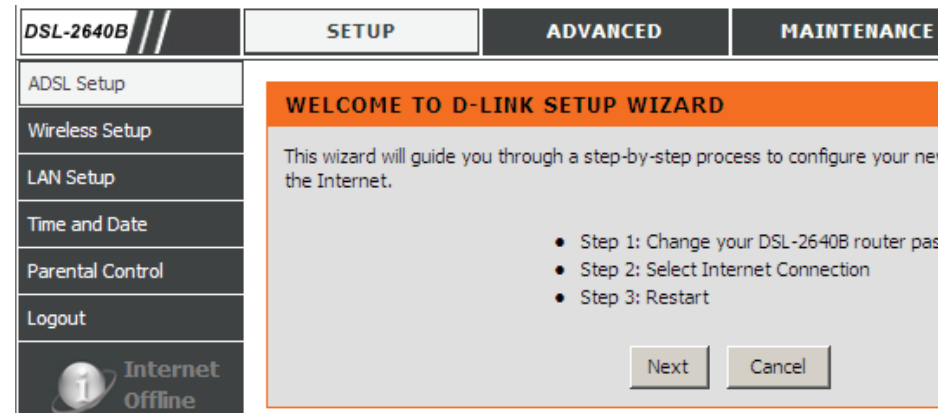 DSL-2640B
SETUP
ADVANCED
MAINTENANCE
ADSL Setup
Wireless Setup
LAN Setup
Time and Date
Parental Control
Logout
Internet
Offline
WELCOME TO D-LINK SETUP WIZARD
This wizard will guide you through a step-by-step process to configure your
the Internet.
• Step 1: Change your DSL-2640B router
• Step 2: Select Internet Connection
• Step 3: Restart
Next
Cancel